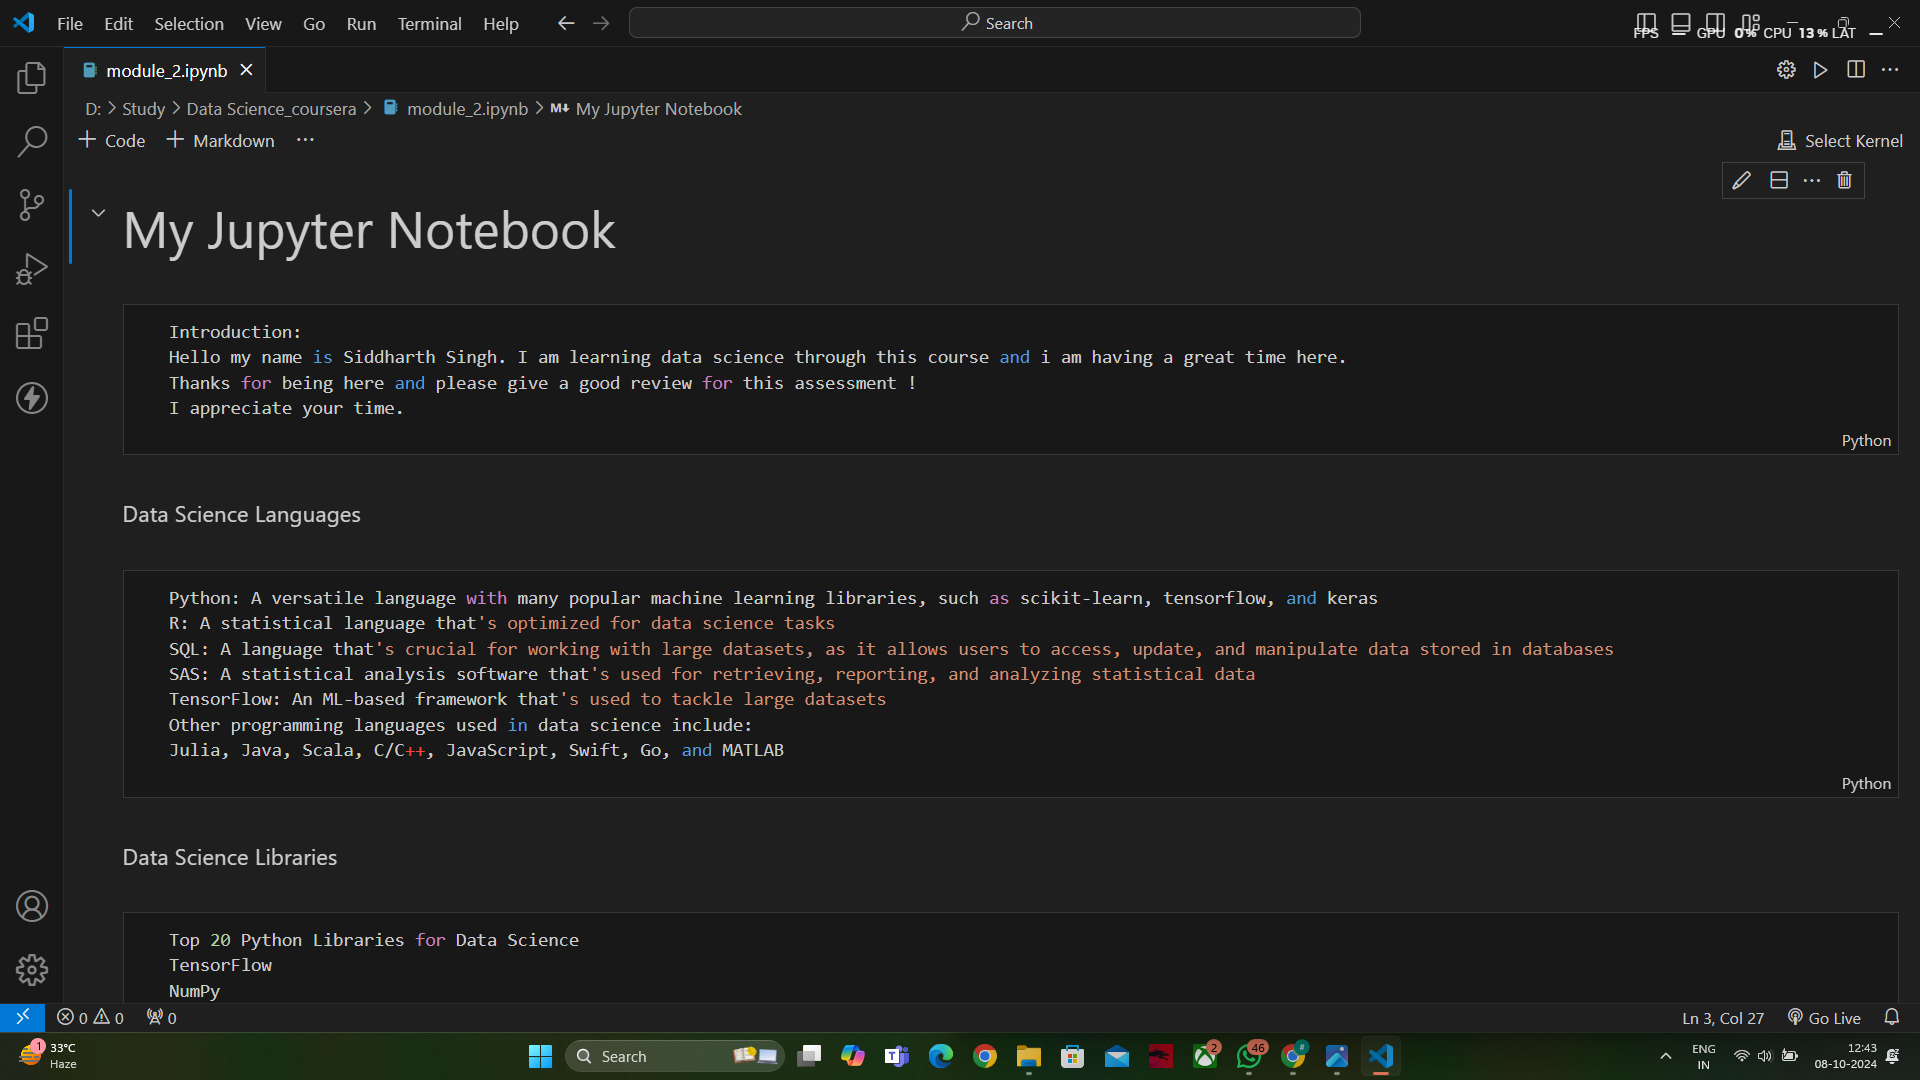 File Edit Selection View Go Run Terminal Help
Search
FPS GPU 0% CPU 13% LAT
module_2.ipynb
D: > Study > Data Science_coursera > module_2.ipynb > M↓ My Jupyter Notebook
+ Code + Markdown ...
Select Kernel
My Jupyter Notebook
Introduction:
Hello my name is Siddharth Singh. I am learning data science through this course and i am having a great time here.
Thanks for being here and please give a good review for this assessment !
I appreciate your time.
Python
Data Science Languages
Python: A versatile language with many popular machine learning libraries, such as scikit-learn, tensorflow, and keras
R: A statistical language that's optimized for data science tasks
SQL: A language that's crucial for working with large datasets, as it allows users to access, update, and manipulate data stored in databases
SAS: A statistical analysis software that's used for retrieving, reporting, and analyzing statistical data
TensorFlow: An ML-based framework that's used to tackle large datasets
Other programming languages used in data science include:
Julia, Java, Scala, C/C++, JavaScript, Swift, Go, and MATLAB
Python
Data Science Libraries
Top 20 Python Libraries for Data Science
TensorFlow
NumPy
0 0 0
Ln 3, Col 27 Go Live
1 33°C
Haze
Search
2
46
#
ENG
IN
12:43
08-10-2024